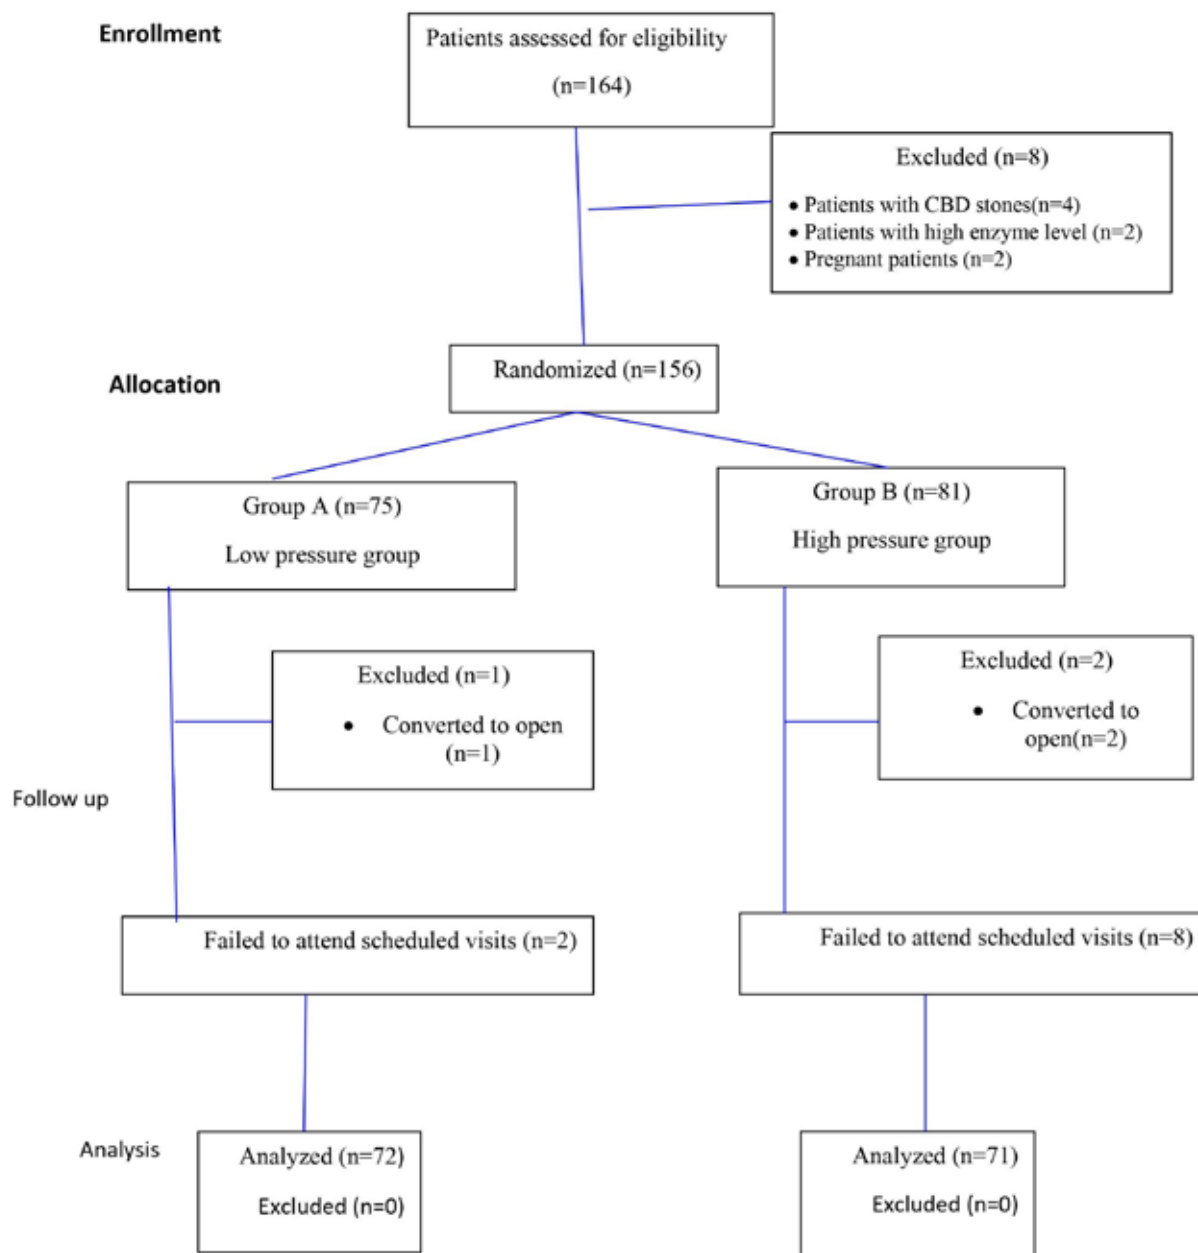 Enrollment
Patients assessed for eligibility
(n=164)
Excluded (n=8)
• Patients with CBD stones(n=4)
• Patients with high enzyme level (n=2)
• Pregnant patients (n=2)
Randomized (n=156)
Allocation
Group A (n=75)
Low pressure group
Group B (n=81)
High pressure group
Excluded (n=1)
• Converted to open
(n=1)
Excluded (n=2)
• Converted to
open(n=2)
Follow up
Failed to attend scheduled visits (n=2)
Failed to attend scheduled visits (n=8)
Analysis
Analyzed (n=72)
Excluded (n=0)
Analyzed (n=71)
Excluded (n=0)